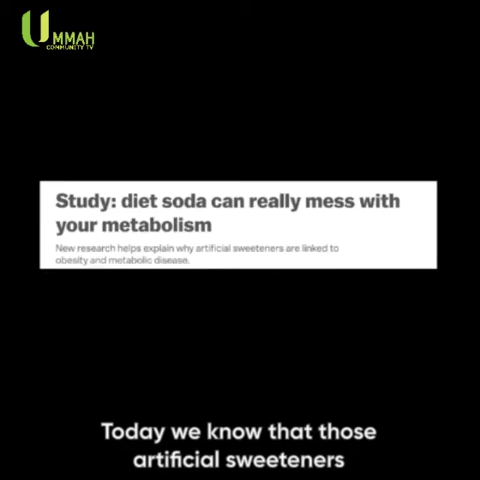 UMMAH
COMMUNITY TV
Study: diet soda can really mess with
your metabolism
New research helps explain why artificial sweeteners are linked to
obesity and metabolic disease.
Today we know that those
artificial sweeteners